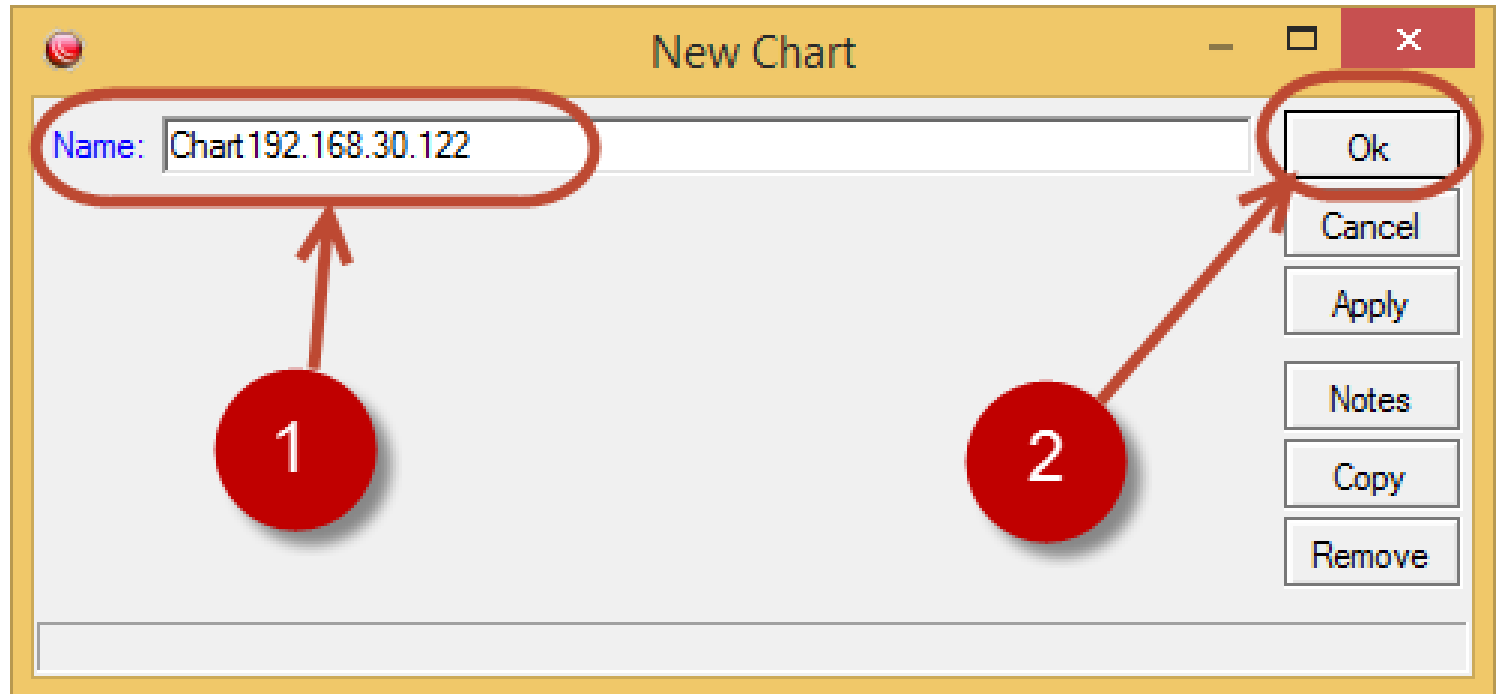 New Chart
Name: Chart192.168.30.122
Ok
Cancel
Apply
1
2
Notes
Copy
Remove